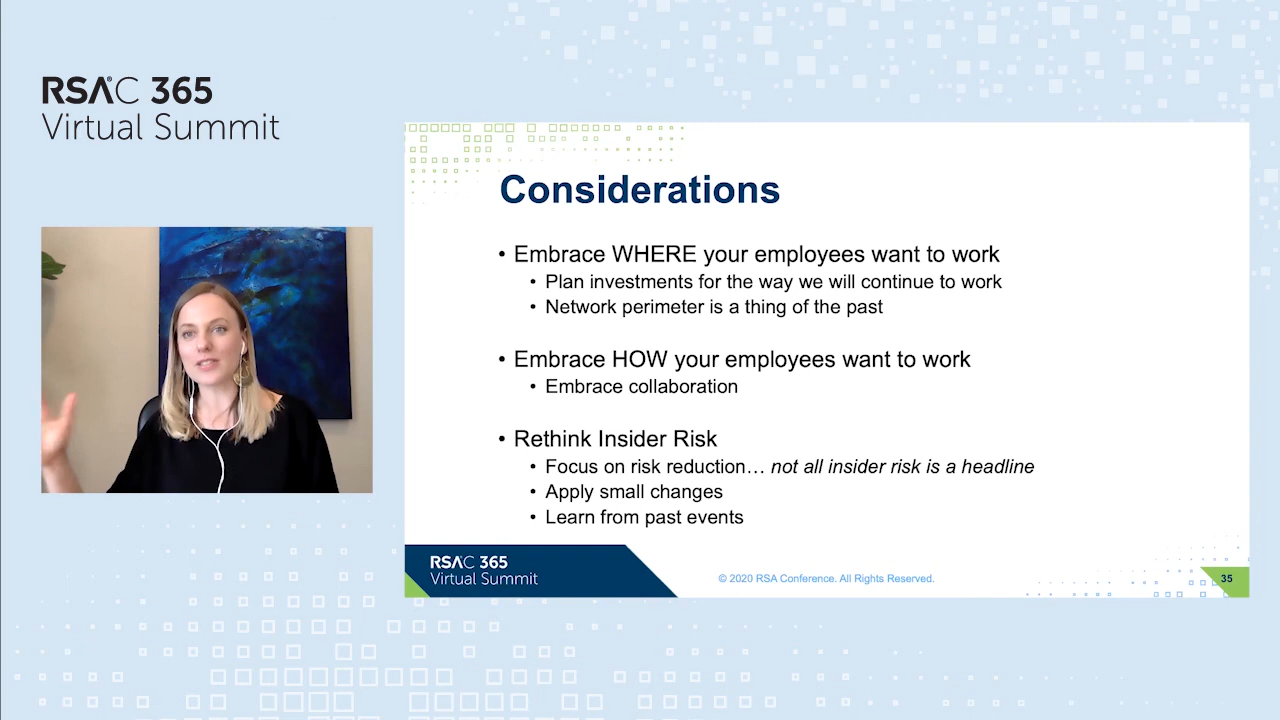 RSAC 365
Virtual Summit
Considerations
• Embrace WHERE your employees want to work
• Plan investments for the way we will continue to work
• Network perimeter is a thing of the past
• Embrace HOW your employees want to work
• Embrace collaboration
• Rethink Insider Risk
• Focus on risk reduction… not all insider risk is a headline
• Apply small changes
• Learn from past events
RSAC 365
Virtual Summit
© 2020 RSA Conference. All Rights Reserved.
35